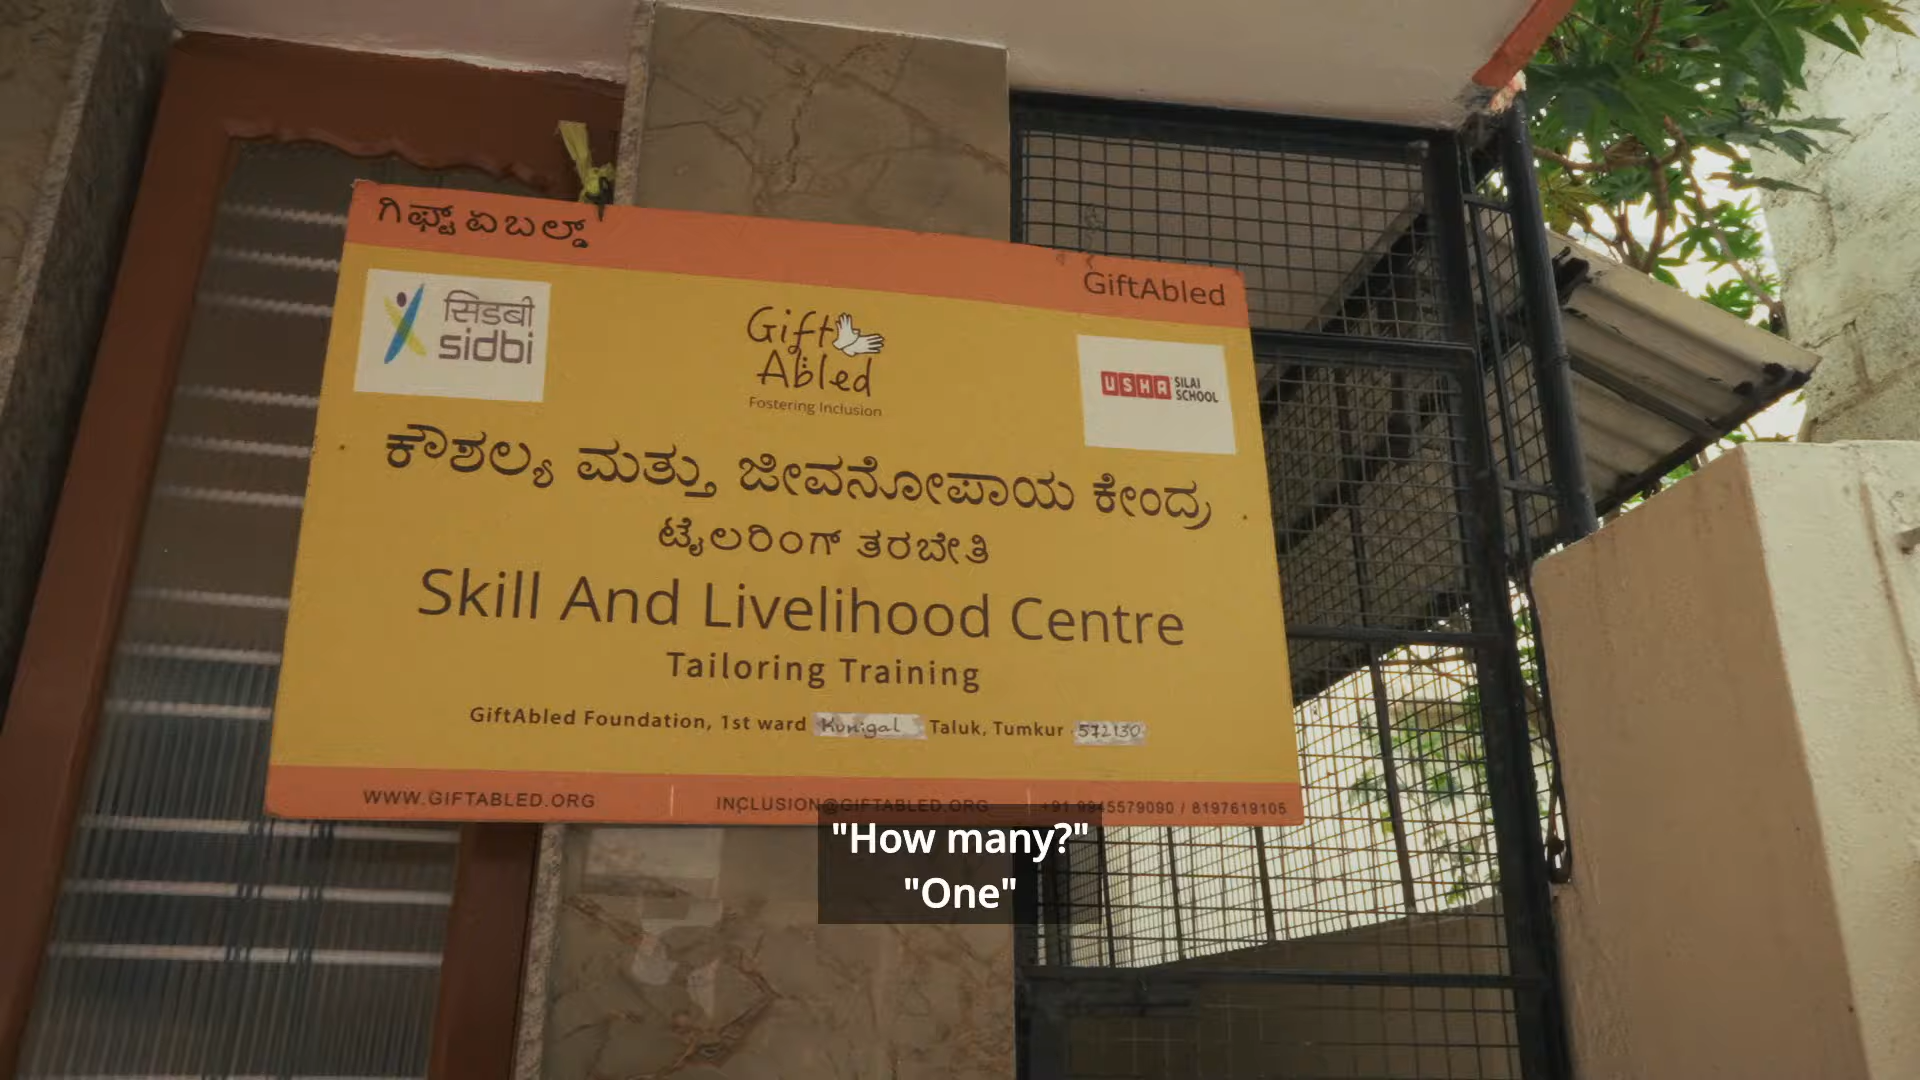 ಗಿಫ್ಟ್ ಏಬಲ್ಡ್
GiftAbled
सिडबी
sidbi
Gift
Abled
Fostering Inclusion
USHA SILAI
SCHOOL
ಕೌಶಲ್ಯ ಮತ್ತು ಜೀವನೋಪಾಯ ಕೇಂದ್ರ
ಟೈಲರಿಂಗ್ ತರಬೇತಿ
Skill And Livelihood Centre
Tailoring Training
GiftAbled Foundation, 1st ward Kunigal Taluk, Tumkur 572130
WWW.GIFTABLED.ORG | INCLUSION@GIFTABLED.ORG | +91 9945579090 / 8197619105
"How many?"
"One"